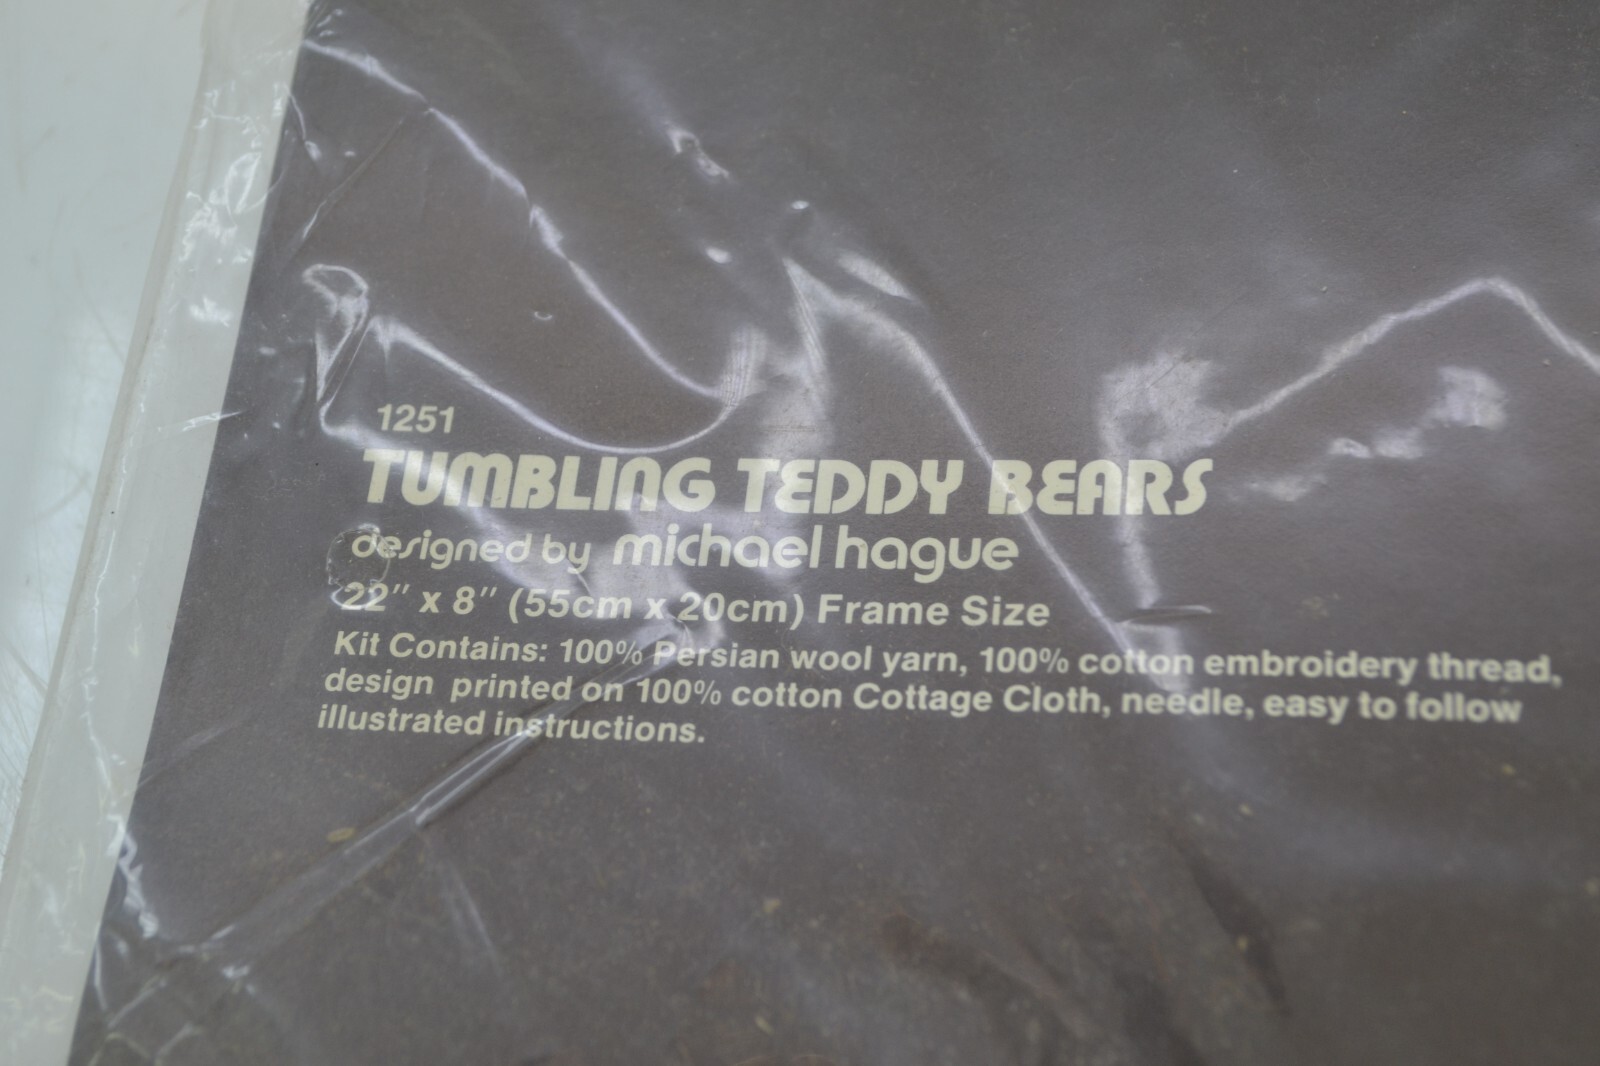 1251
TUMBLING TEDDY BEARS
designed by michael hague
22" x 8" (55cm x 20cm) Frame Size
Kit Contains: 100% Persian wool yarn, 100% cotton embroidery thread,
design printed on 100% cotton Cottage Cloth, needle, easy to follow
illustrated instructions.